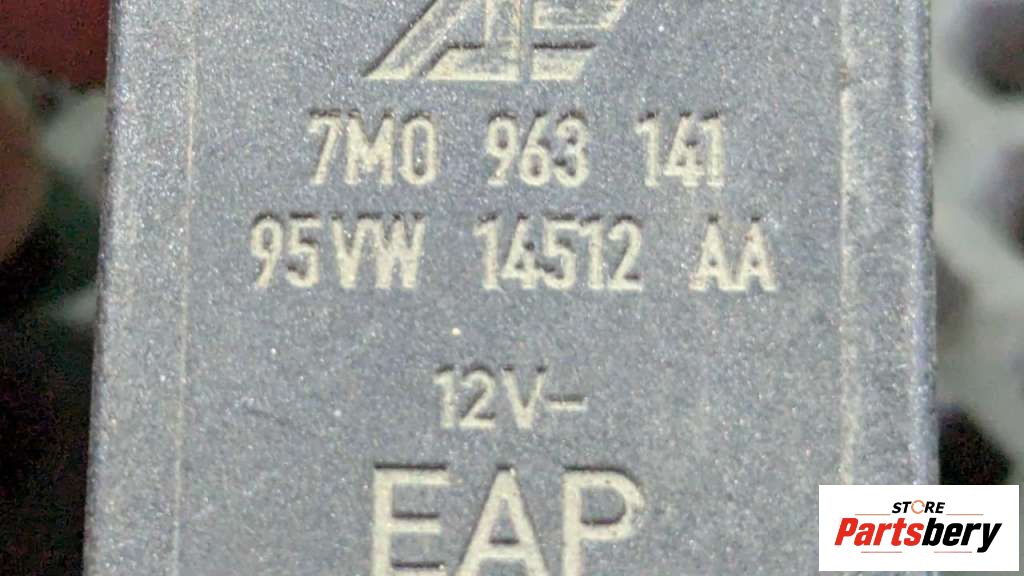 7M0 963 141
95VW 14512 AA
12V-
EAP
STORE
Partsbery